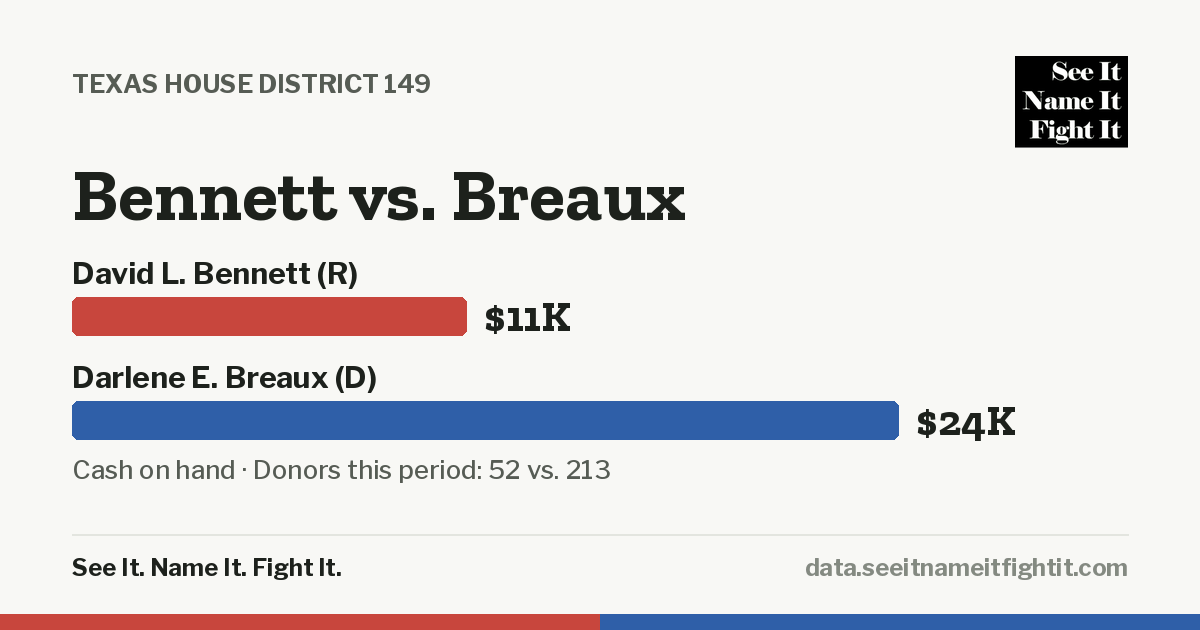 TEXAS HOUSE DISTRICT 149
See It
Name It
Fight It
Bennett vs. Breaux
David L. Bennett (R)
$11K
Darlene E. Breaux (D)
$24K
Cash on hand · Donors this period: 52 vs. 213
See It. Name It. Fight It.
data.seeitnameitfightit.com